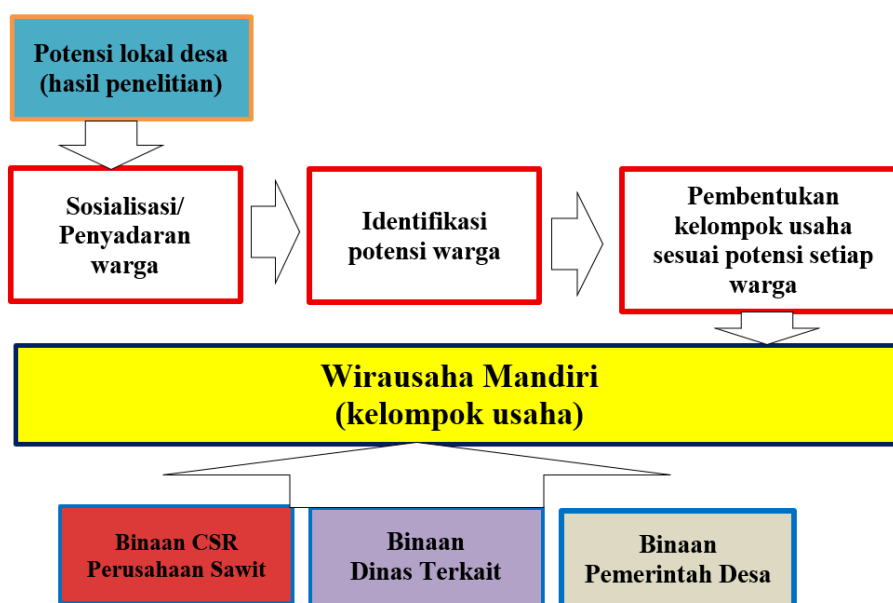 Potensi lokal desa
(hasil penelitian)
Sosialisasi/
Penyadaran
warga
Identifikasi
potensi warga
Pembentukan
kelompok usaha
sesuai potensi setiap
warga
Wirausaha Mandiri
(kelompok usaha)
Binaan CSR
Perusahaan Sawit
Binaan
Dinas Terkait
Binaan
Pemerintah Desa